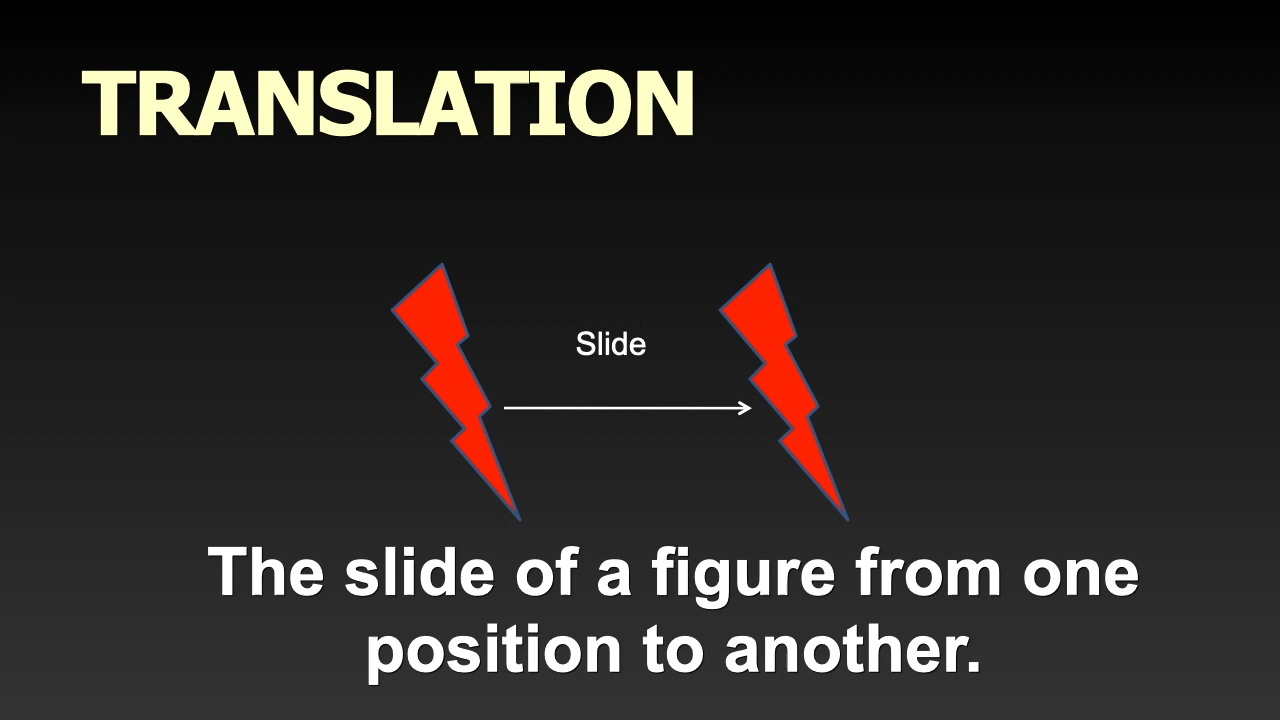 TRANSLATION
Slide
The slide of a figure from one
position to another.